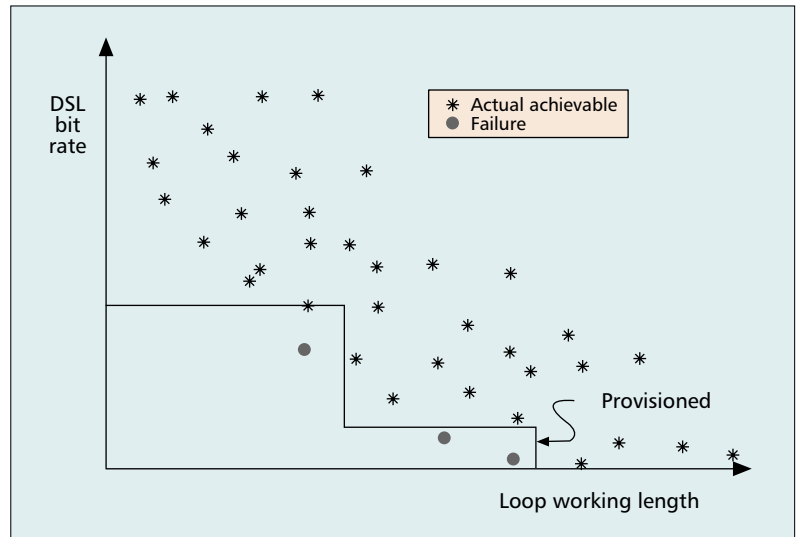 DSL
bit
rate
Actual achievable
Failure
Provisioned
Loop working length